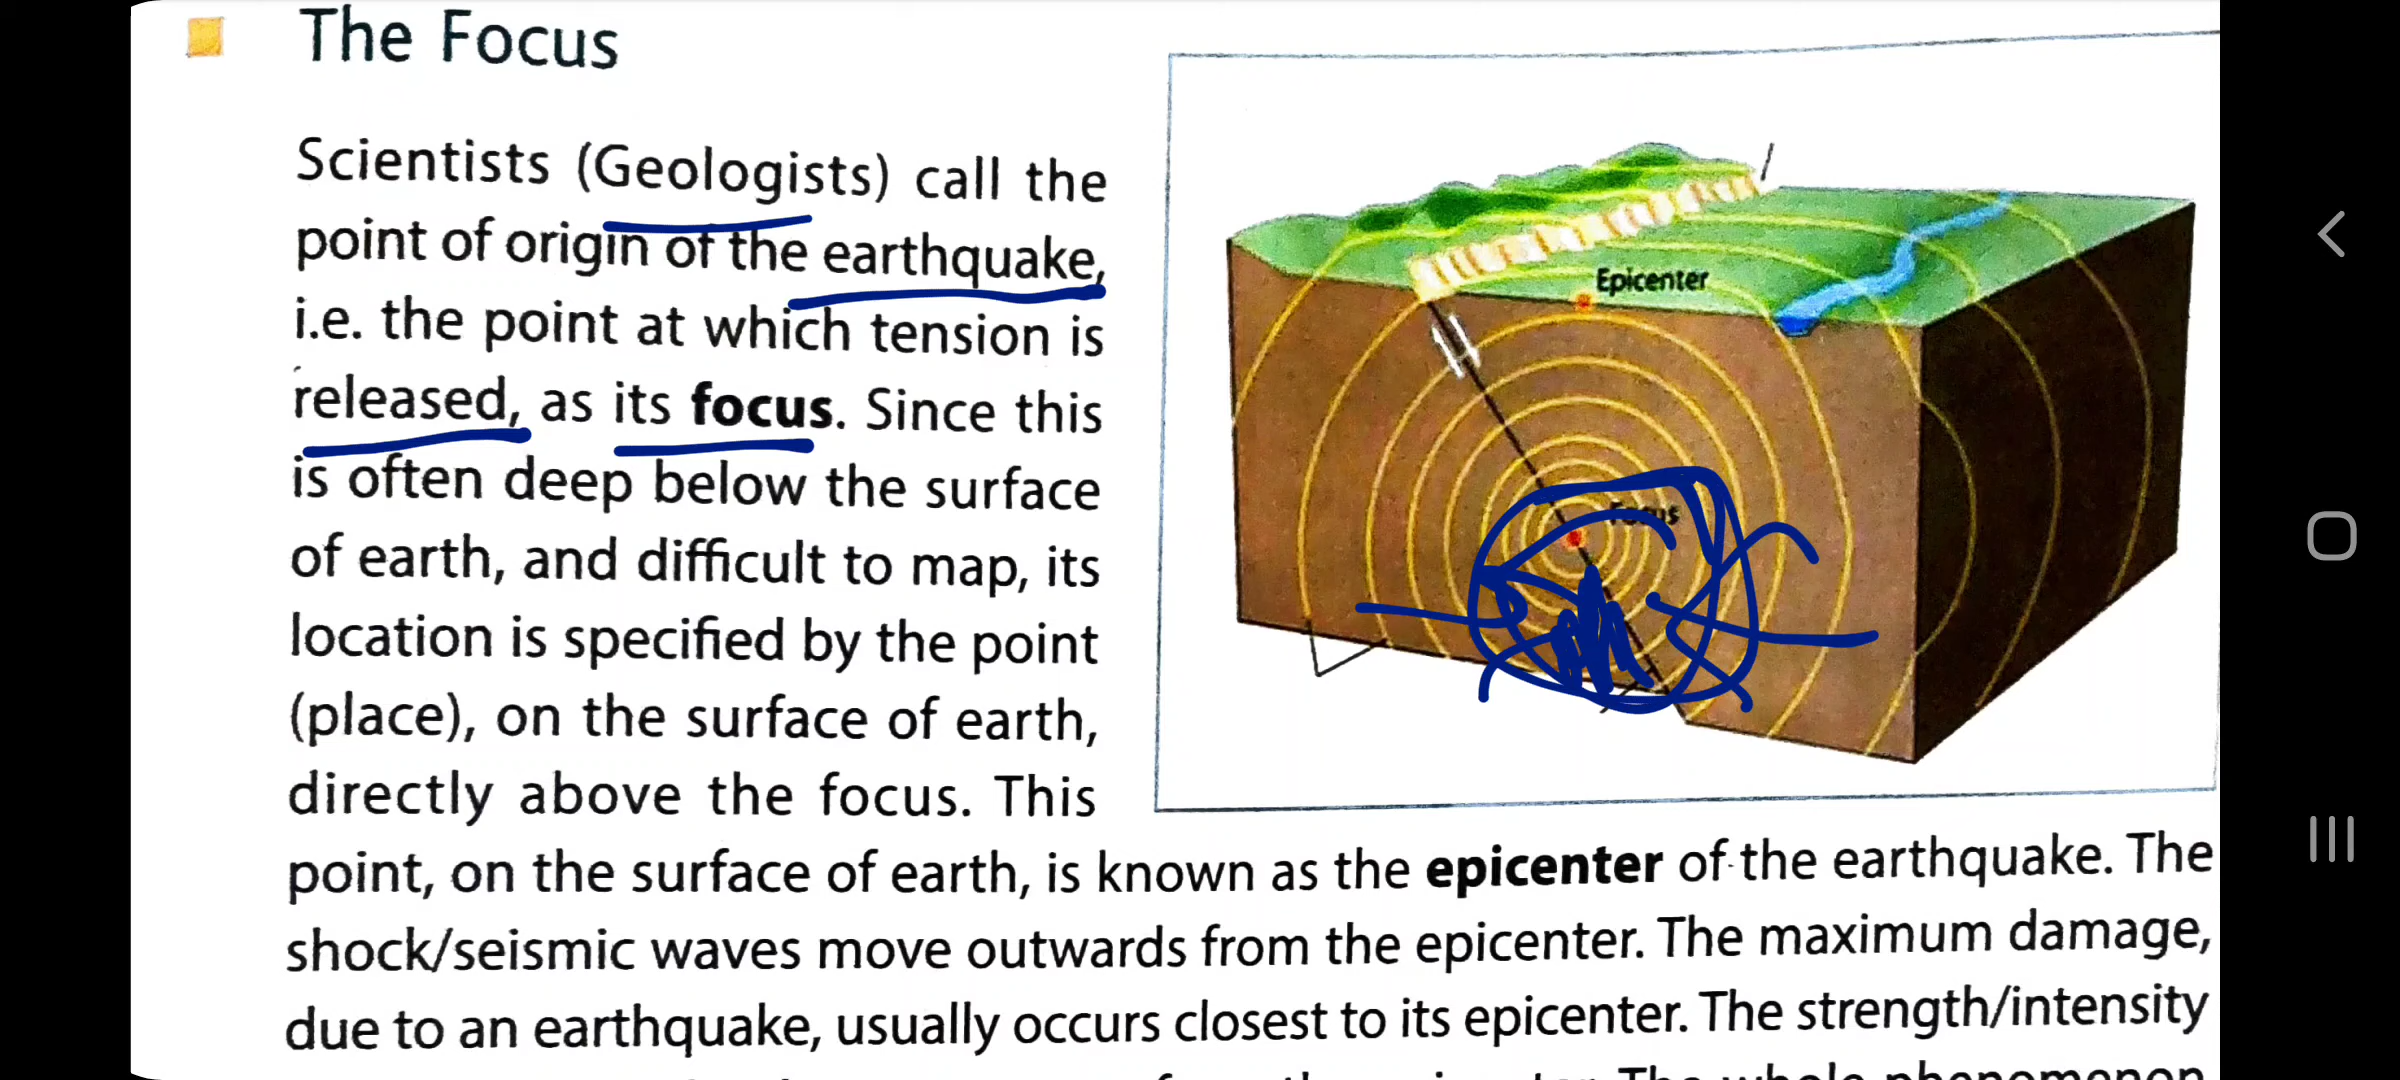 The Focus
Scientists (Geologists) call the
point of origin of the earthquake,
i.e. the point at which tension is
released, as its focus. Since this
is often deep below the surface
of earth, and difficult to map, its
location is specified by the point
(place), on the surface of earth,
directly above the focus. This
point, on the surface of earth, is known as the epicenter of the earthquake. The
shock/seismic waves move outwards from the epicenter. The maximum damage,
due to an earthquake, usually occurs closest to its epicenter. The strength/intensity
The whole phenomenon
Epicenter
Focus